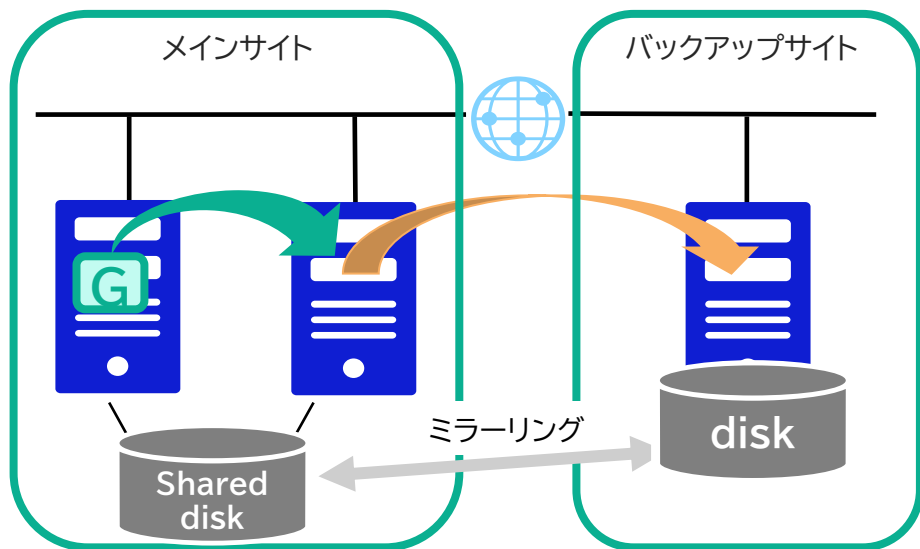 メインサイト
バックアップサイト
G
ミラーリング
disk
Shared
disk